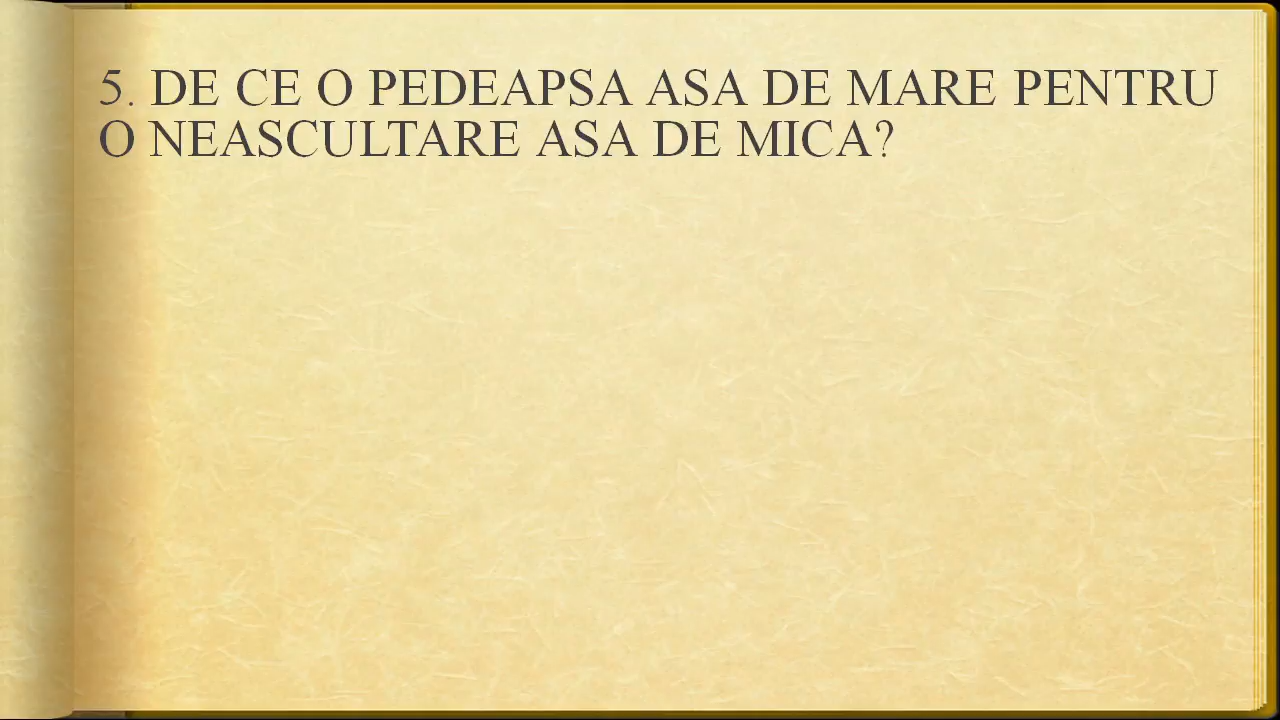 5. DE CE O PEDEAPSA ASA DE MARE PENTRU
O NEASCULTARE ASA DE MICA?